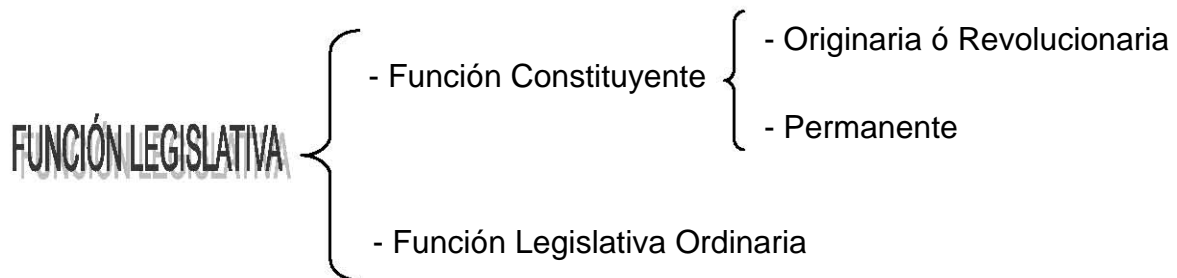 FUNCIÓN LEGISLATIVA
- Función Constituyente
- Originaria ó Revolucionaria
- Permanente
- Función Legislativa Ordinaria